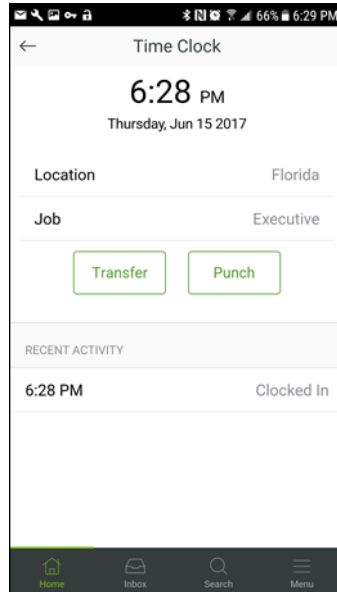 66% 6:29 PM
Time Clock
6:28 PM
Thursday, Jun 15 2017
Location Florida
Job Executive
Transfer Punch
RECENT ACTIVITY
6:28 PM Clocked In
Home Inbox Search Menu